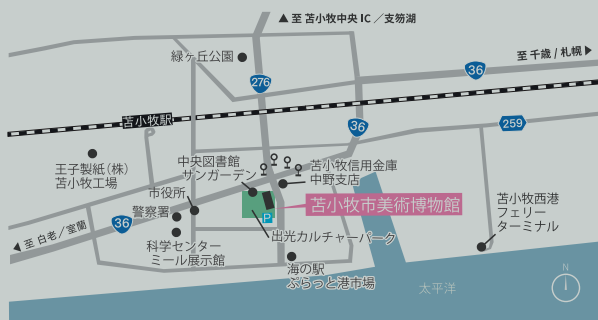 ▲ 至 苫小牧中央 IC ／支笏湖
緑ヶ丘公園
276
36
至 千歳 / 札幌 ▶
苫小牧駅
36
259
王子製紙(株)
苫小牧工場
中央図書館
サンガーデン
苫小牧信用金庫
中野支店
市役所
苫小牧市美術博物館
苫小牧西港
フェリー
ターミナル
警察署
36
P
◀ 至 白老／室蘭
科学センター
ミール展示館
出光カルチャーパーク
海の駅
ぷらっと港市場
太平洋
N